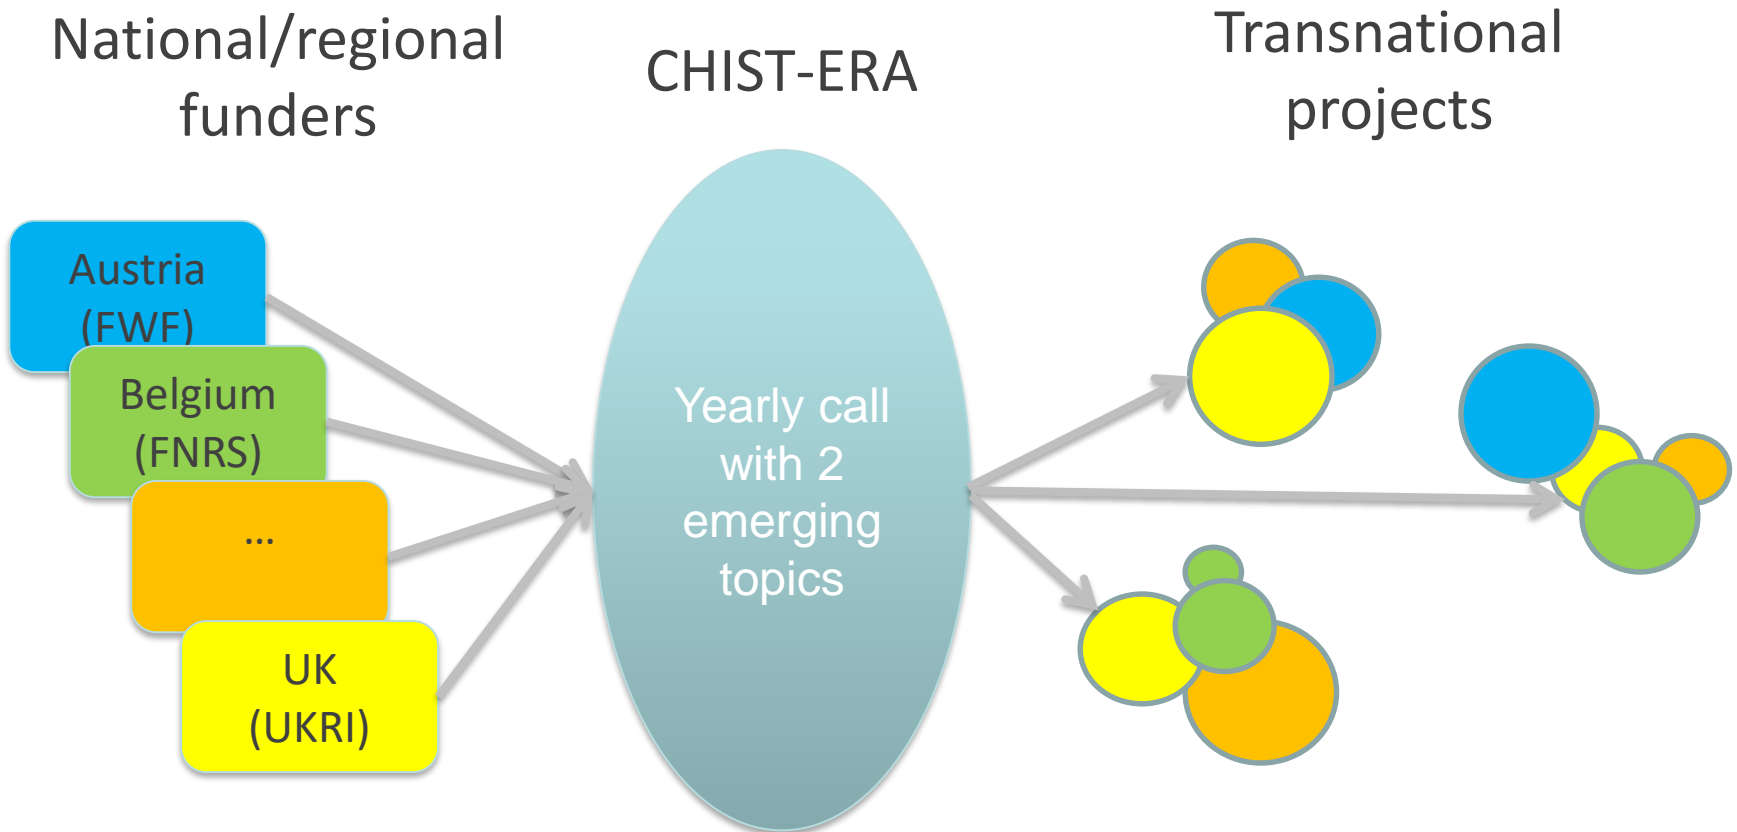 National/regional
funders
CHIST-ERA
Transnational
projects
Austria
(FWF)
Belgium
(FNRS)
...
UK
(UKRI)
Yearly call
with 2
emerging
topics